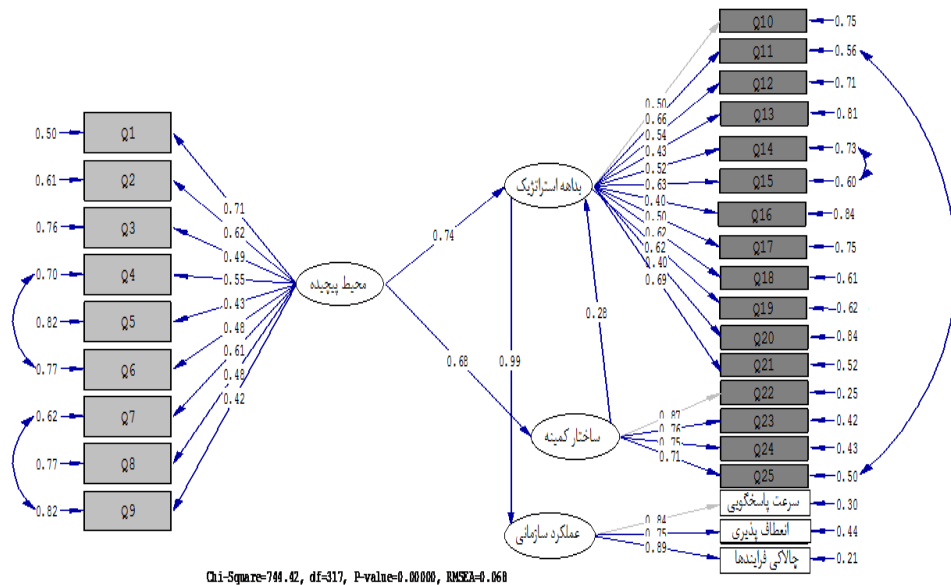 0.50 Q1
0.61 Q2
0.76 Q3
0.70 Q4
0.82 Q5
0.77 Q6
0.62 Q7
0.77 Q8
0.82 Q9
0.71
0.62
0.49
0.55
0.43
0.48
0.61
0.48
0.42
محیط پیچیده
0.74
0.68
بداهه استراتژیک
0.99
0.28
ساختار کمینه
عملکرد سازمانی
0.50
0.66
0.54
0.43
0.52
0.63
0.40
0.50
0.62
0.62
0.40
0.69
0.87
0.76
0.75
0.71
0.84
0.75
0.89
Q10 0.75
Q11 0.56
Q12 0.71
Q13 0.81
Q14 0.73
Q15 0.60
Q16 0.84
Q17 0.75
Q18 0.61
Q19 0.62
Q20 0.84
Q21 0.52
Q22 0.25
Q23 0.42
Q24 0.43
Q25 0.50
سرعت پاسخگویی 0.30
انعطاف پذیری 0.44
چالاکی فرایندها 0.21
Chi-Square=744.42, df=317, P-value=0.00000, RMSEA=0.068